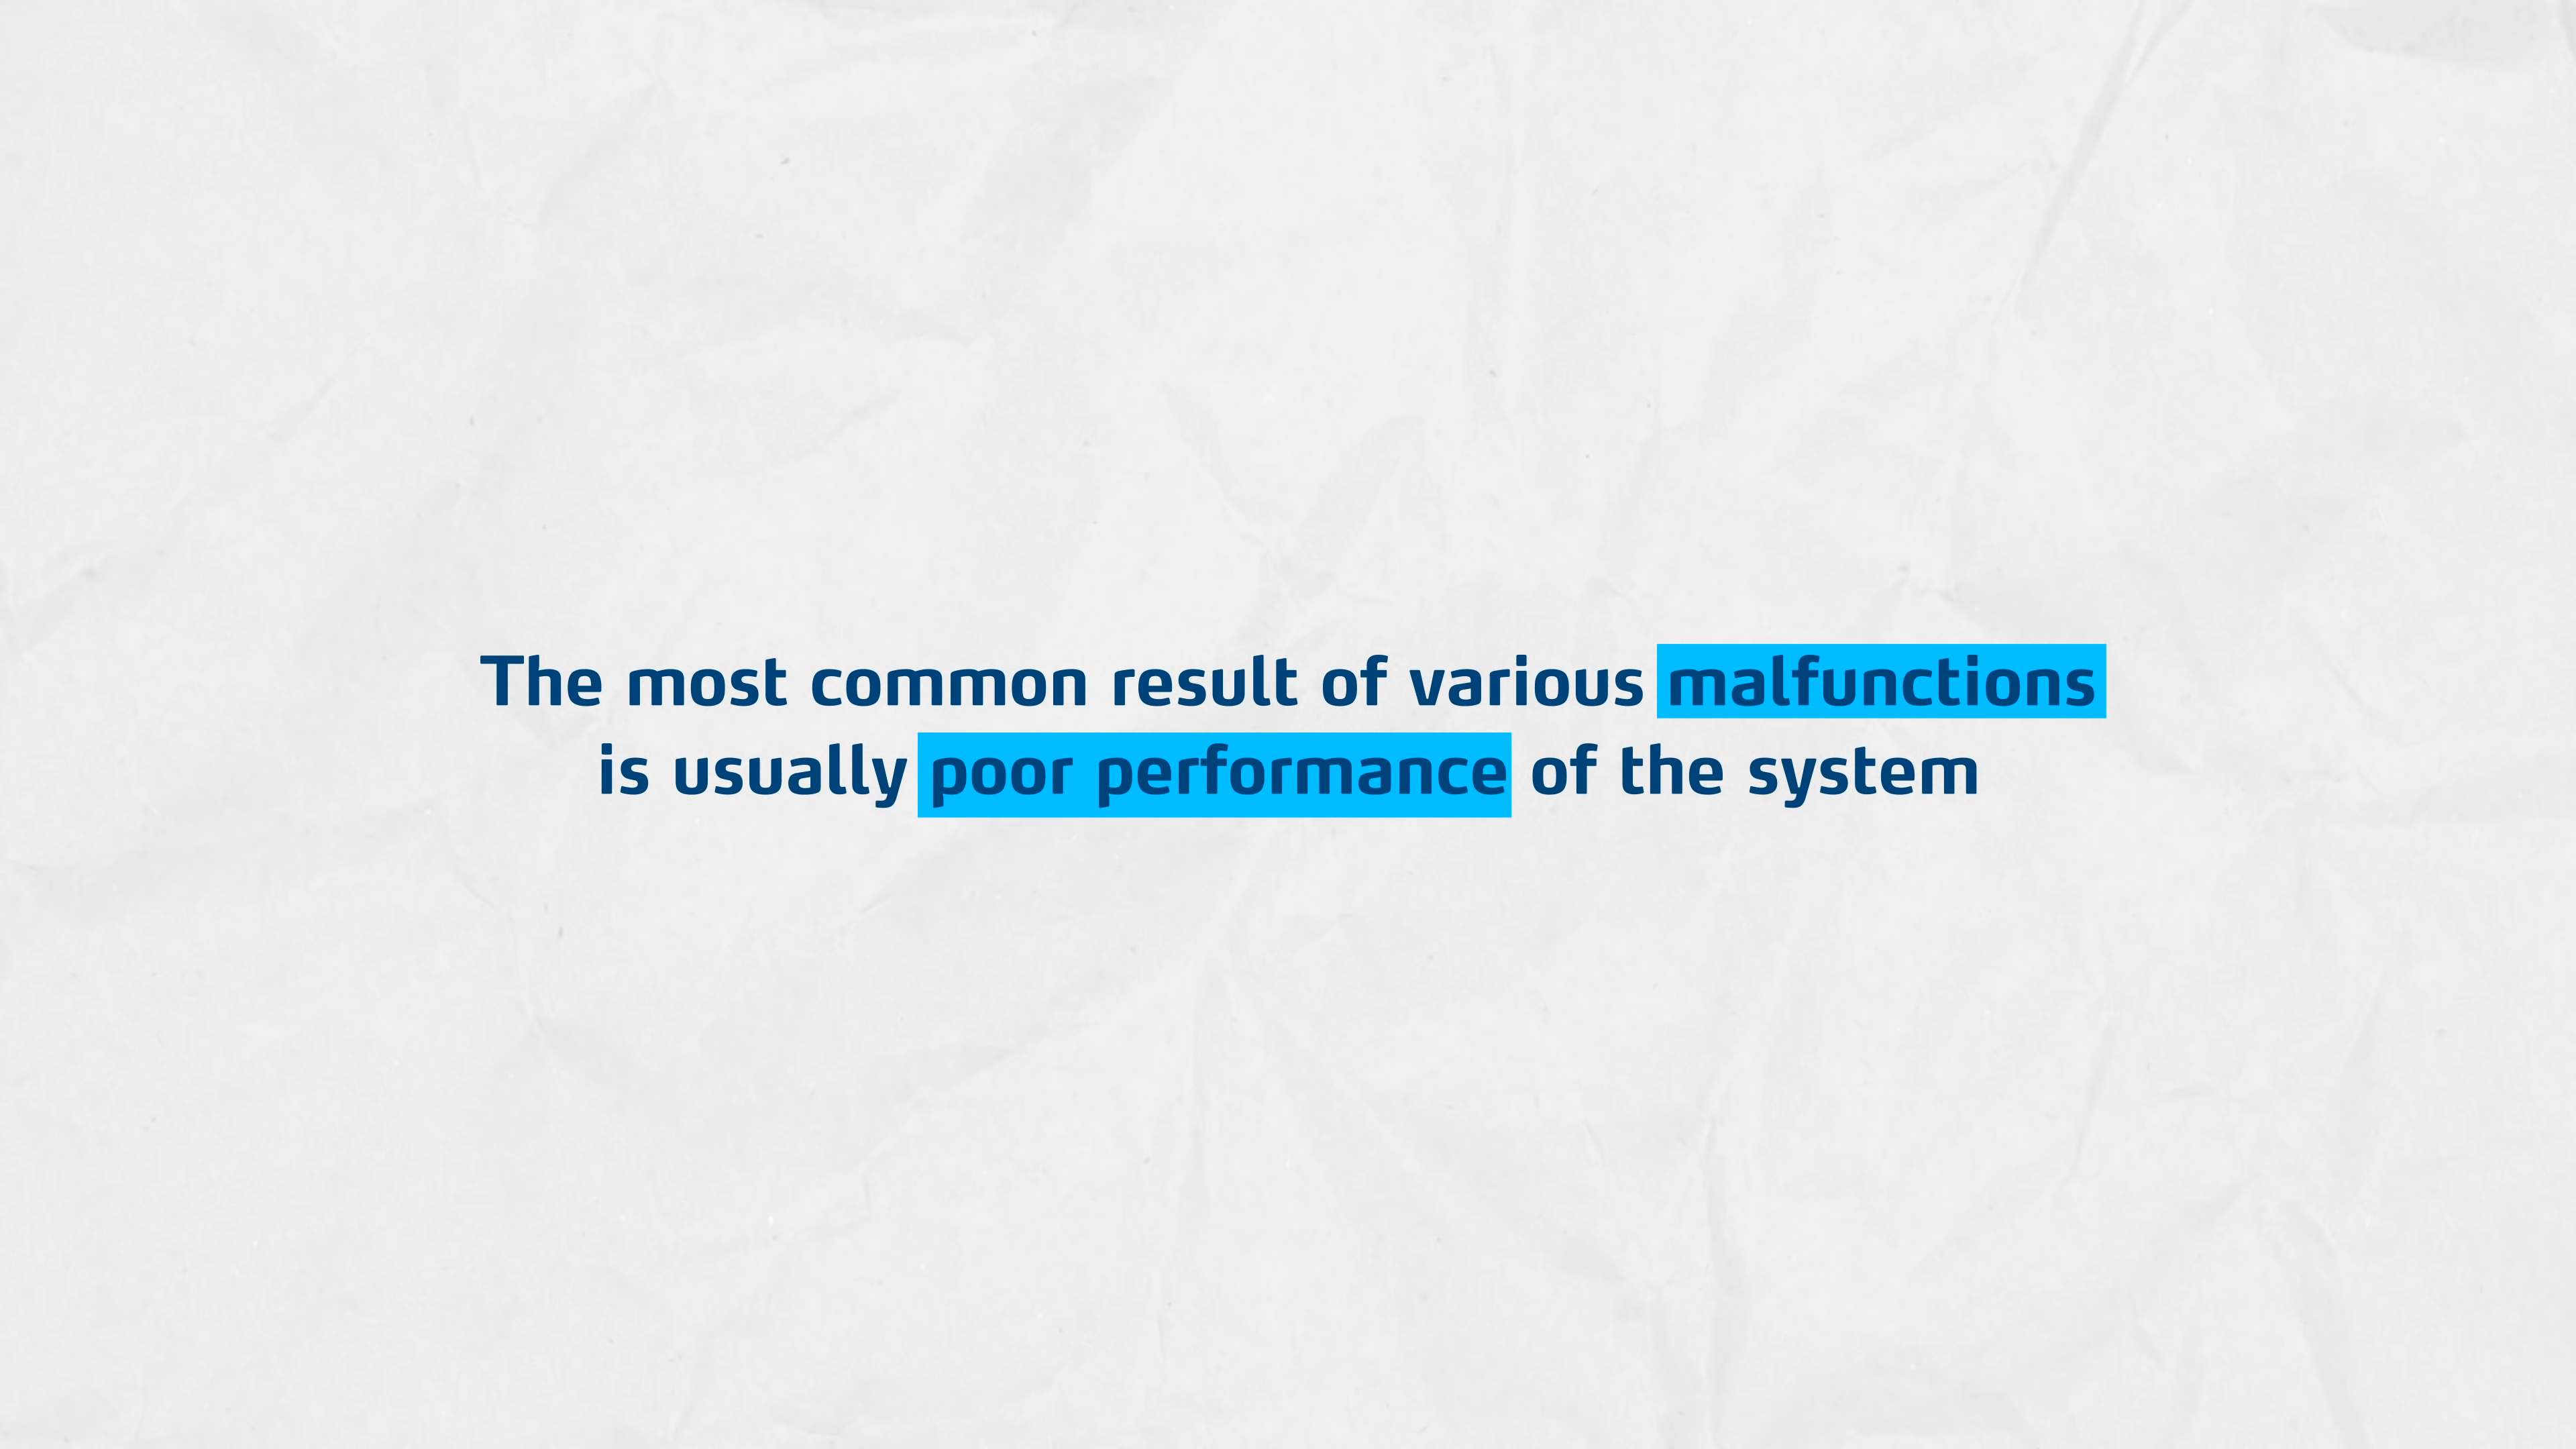 The most common result of various malfunctions
is usually poor performance of the system